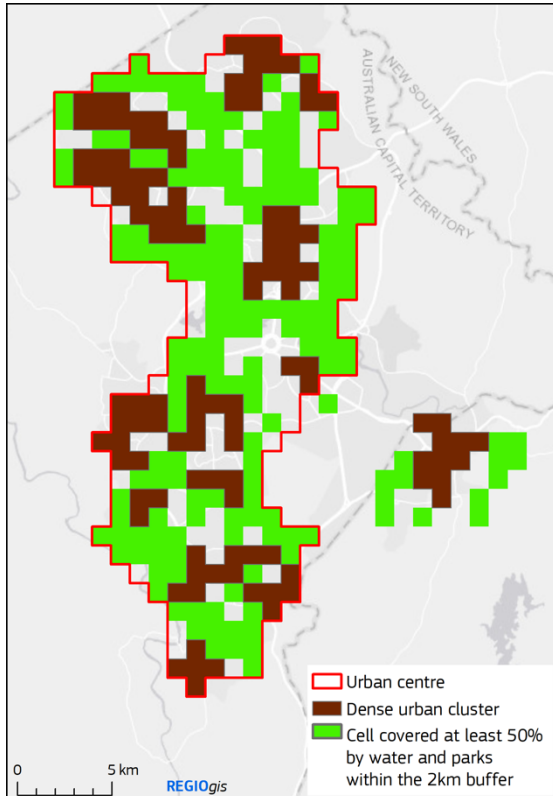 NEW SOUTH WALES
AUSTRALIAN CAPITAL TERRITORY
Urban centre
Dense urban cluster
Cell covered at least 50%
by water and parks
within the 2km buffer
0 5 km
REGIOgis